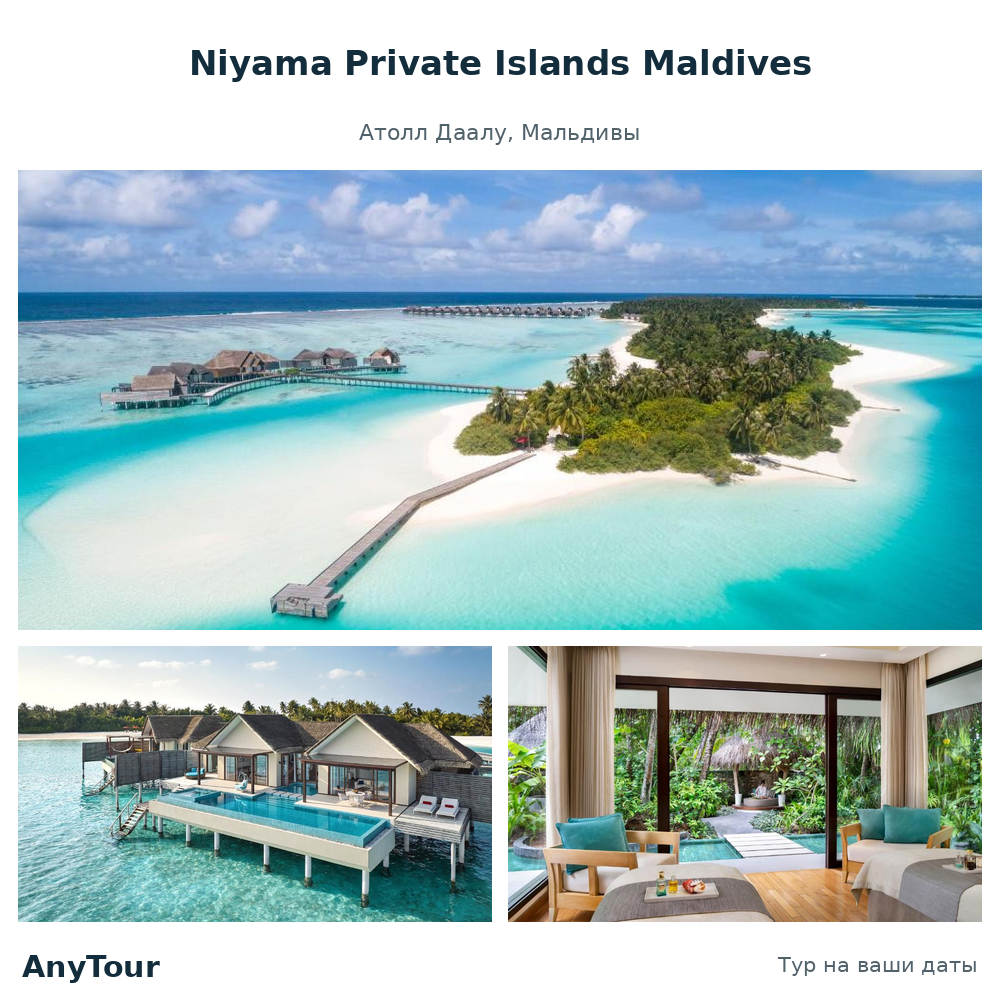 Niyama Private Islands Maldives
Атолл Даалу, Мальдивы
AnyTour
Тур на ваши даты